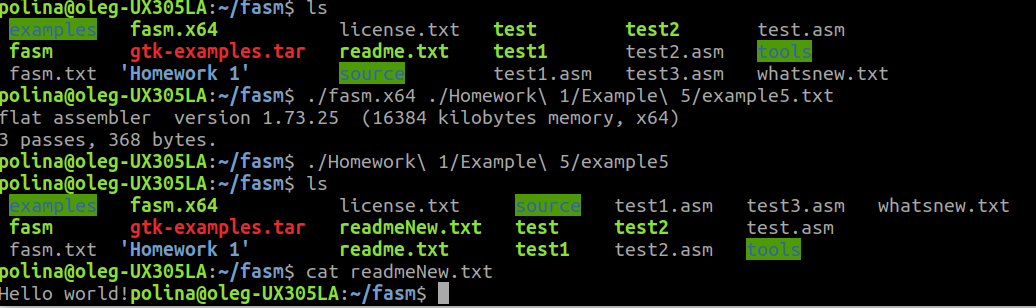 polina@oleg-UX305LA:~/fasm$ ls
examples fasm.x64 license.txt test test2 test.asm
fasm gtk-examples.tar readme.txt test1 test2.asm tools
fasm.txt 'Homework 1' source test1.asm test3.asm whatsnew.txt
polina@oleg-UX305LA:~/fasm$ ./fasm.x64 ./Homework\ 1/Example\ 5/example5.txt
flat assembler version 1.73.25 (16384 kilobytes memory, x64)
3 passes, 368 bytes.
polina@oleg-UX305LA:~/fasm$ ./Homework\ 1/Example\ 5/example5
polina@oleg-UX305LA:~/fasm$ ls
examples fasm.x64 license.txt source test1.asm test3.asm whatsnew.txt
fasm gtk-examples.tar readmeNew.txt test test2 test.asm
fasm.txt 'Homework 1' readme.txt test1 test2.asm tools
polina@oleg-UX305LA:~/fasm$ cat readmeNew.txt
Hello world!polina@oleg-UX305LA:~/fasm$